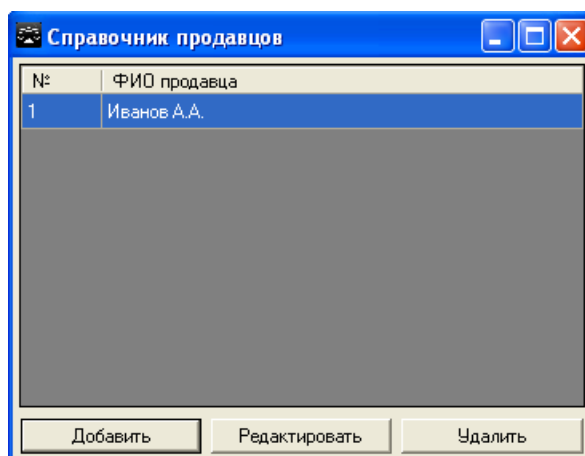 Справочник продавцов
№ ФИО продавца
1 Иванов А.А.
Добавить Редактировать Удалить